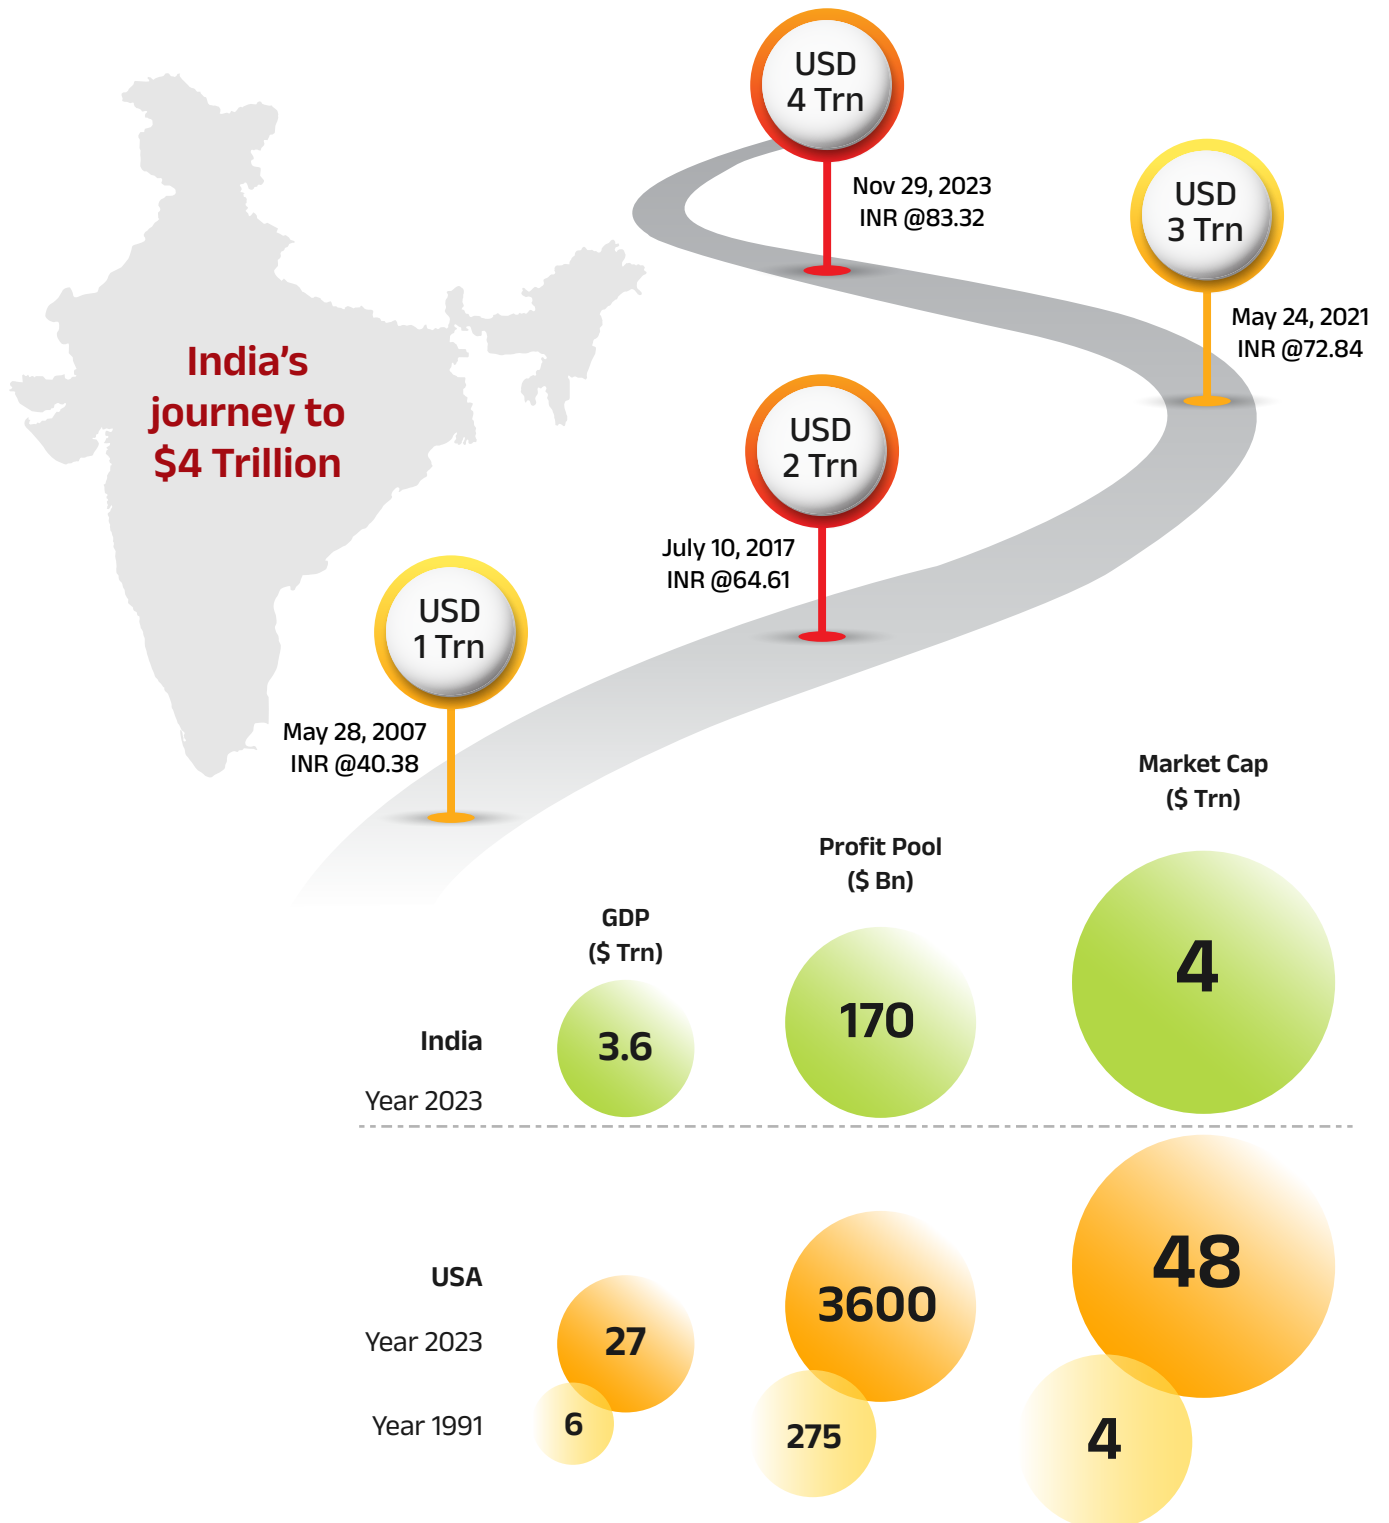 USD
4 Trn
Nov 29, 2023
INR @83.32
USD
3 Trn
May 24, 2021
INR @72.84
India’s
journey to
$4 Trillion
USD
2 Trn
July 10, 2017
INR @64.61
USD
1 Trn
May 28, 2007
INR @40.38
Market Cap
($ Trn)
Profit Pool
($ Bn)
GDP
($ Trn)
India
Year 2023
3.6
170
4
USA
Year 2023
27
3600
48
Year 1991
6
275
4